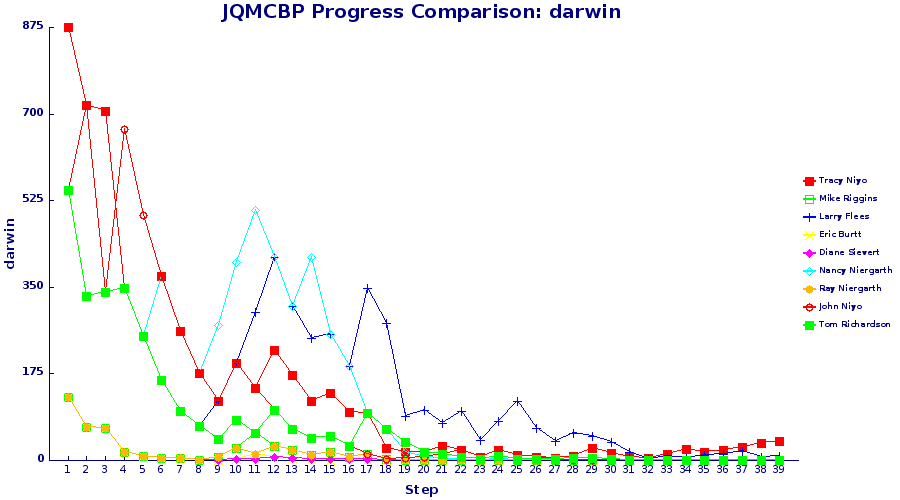 JQMCBP Progress Comparison: darwin
875
700
525
350
175
0
darwin
1 2 3 4 5 6 7 8 9 10 11 12 13 14 15 16 17 18 19 20 21 22 23 24 25 26 27 28 29 30 31 32 33 34 35 36 37 38 39
Step
Tracy Niyo
Mike Riggins
Larry Flees
Eric Burtt
Diane Sievert
Nancy Niergarth
Ray Niergarth
John Niyo
Tom Richardson